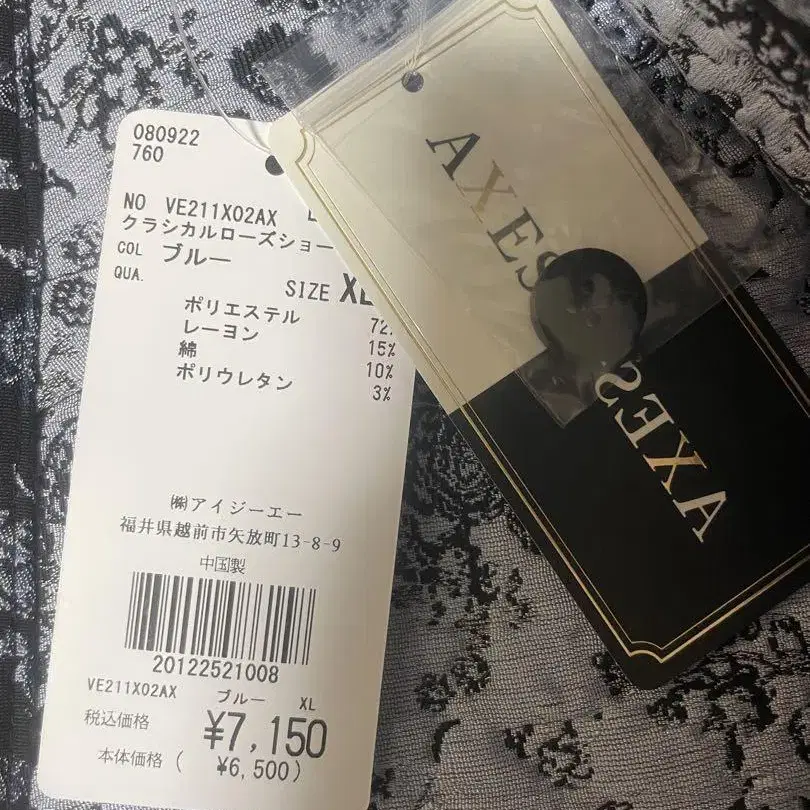 080922
760
NO VE211X02AX
クラシカルローズショー
COL ブルー
QUA.
SIZE XL
ポリエステル 72
レーヨン 15%
綿 10%
ポリウレタン 3%
㈱アイジーエー
福井県越前市矢放町13-8-9
中国製
20122521008
VE211X02AX ブルー XL
税込価格 ¥7,150
本体価格( ¥6,500)
AXES
AXES